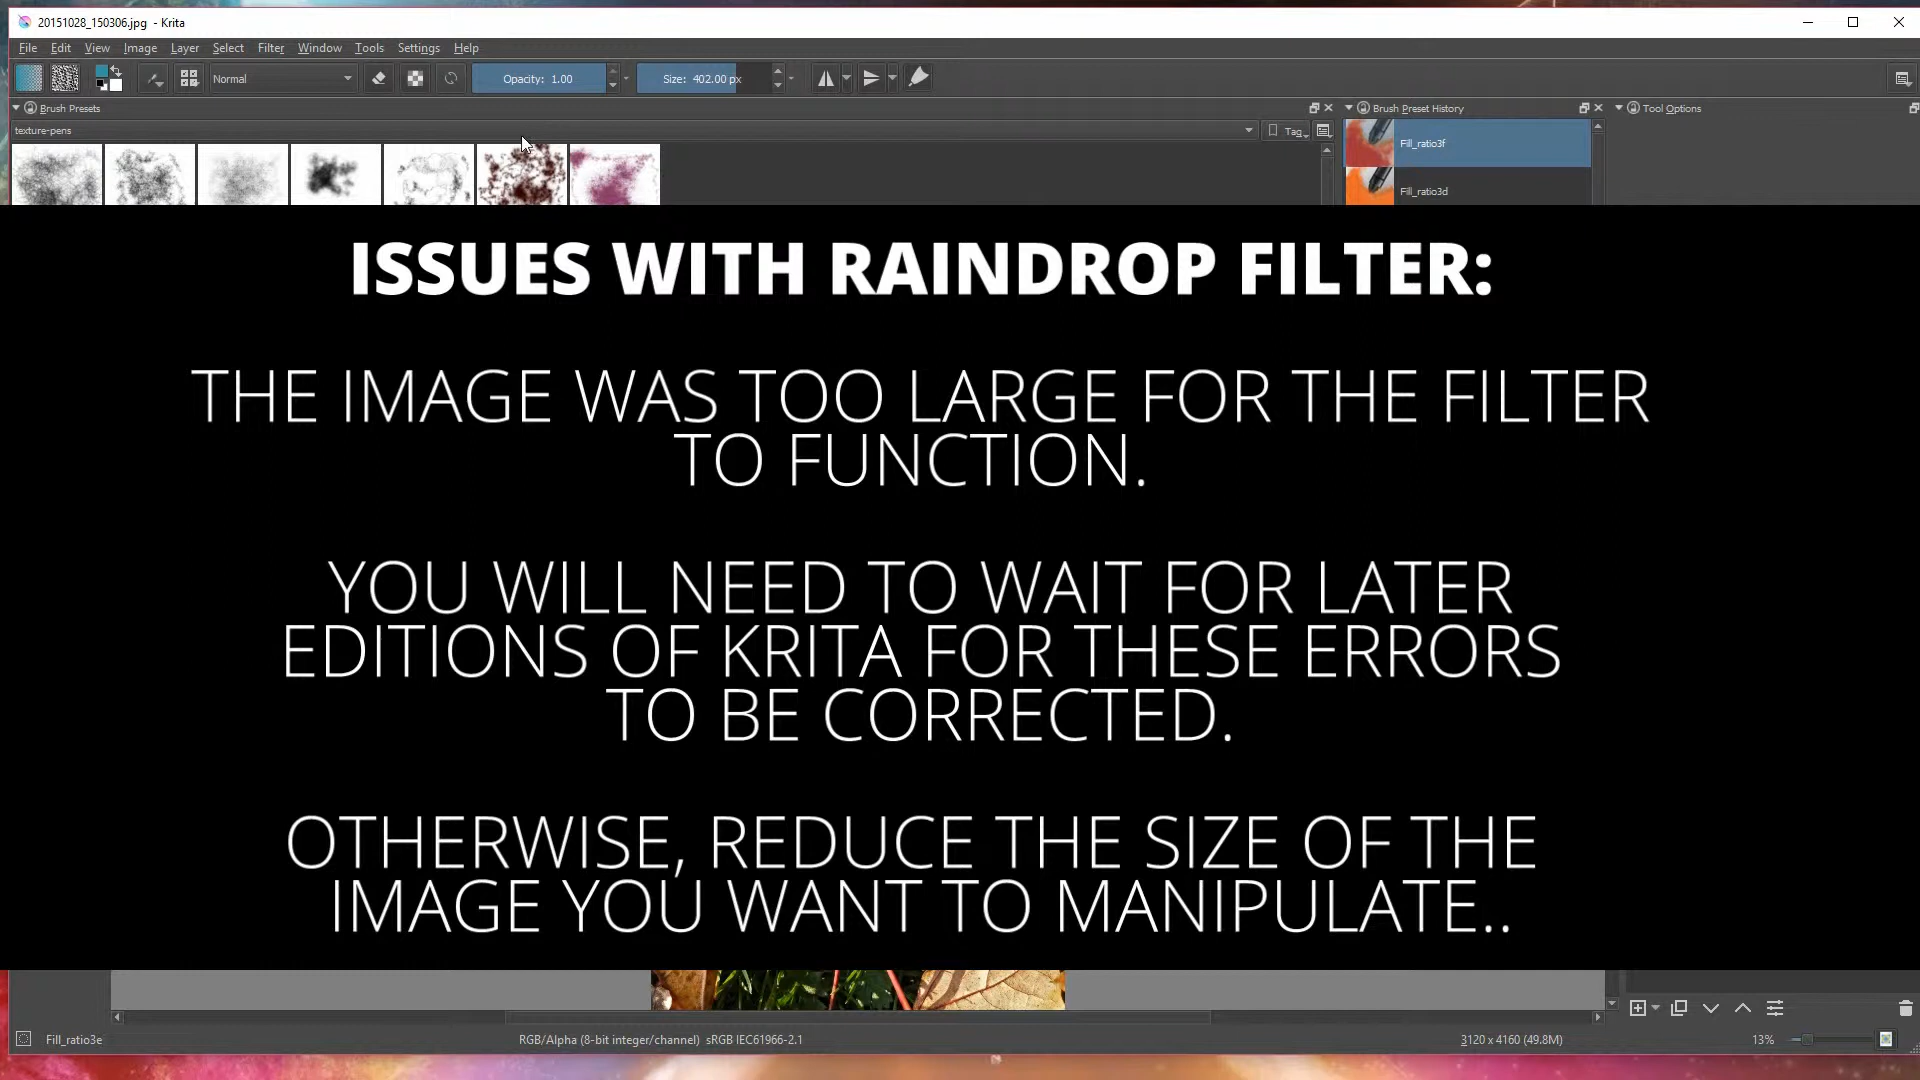 20151028_150306.jpg - Krita
File Edit View Image Layer Select Filter Window Tools Settings Help
Normal Opacity: 1.00 Size: 402.00 px
Brush Presets Brush Preset History Tool Options
texture-pens Tag
Fill_ratio3f
Fill_ratio3d
ISSUES WITH RAINDROP FILTER:
THE IMAGE WAS TOO LARGE FOR THE FILTER
TO FUNCTION.
YOU WILL NEED TO WAIT FOR LATER
EDITIONS OF KRITA FOR THESE ERRORS
TO BE CORRECTED.
OTHERWISE, REDUCE THE SIZE OF THE
IMAGE YOU WANT TO MANIPULATE..
Fill_ratio3e RGB/Alpha (8-bit integer/channel) sRGB IEC61966-2.1 3120 x 4160 (49.8M) 13%